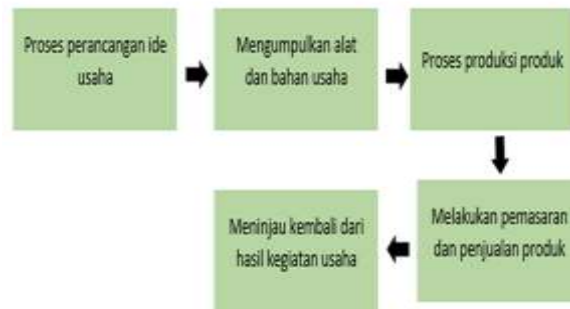 Proses perancangan ide
usaha
Mengumpulkan alat
dan bahan usaha
Proses produksi produk
Melakukan pemasaran
dan penjualan produk
Meninjau kembali dari
hasil kegiatan usaha